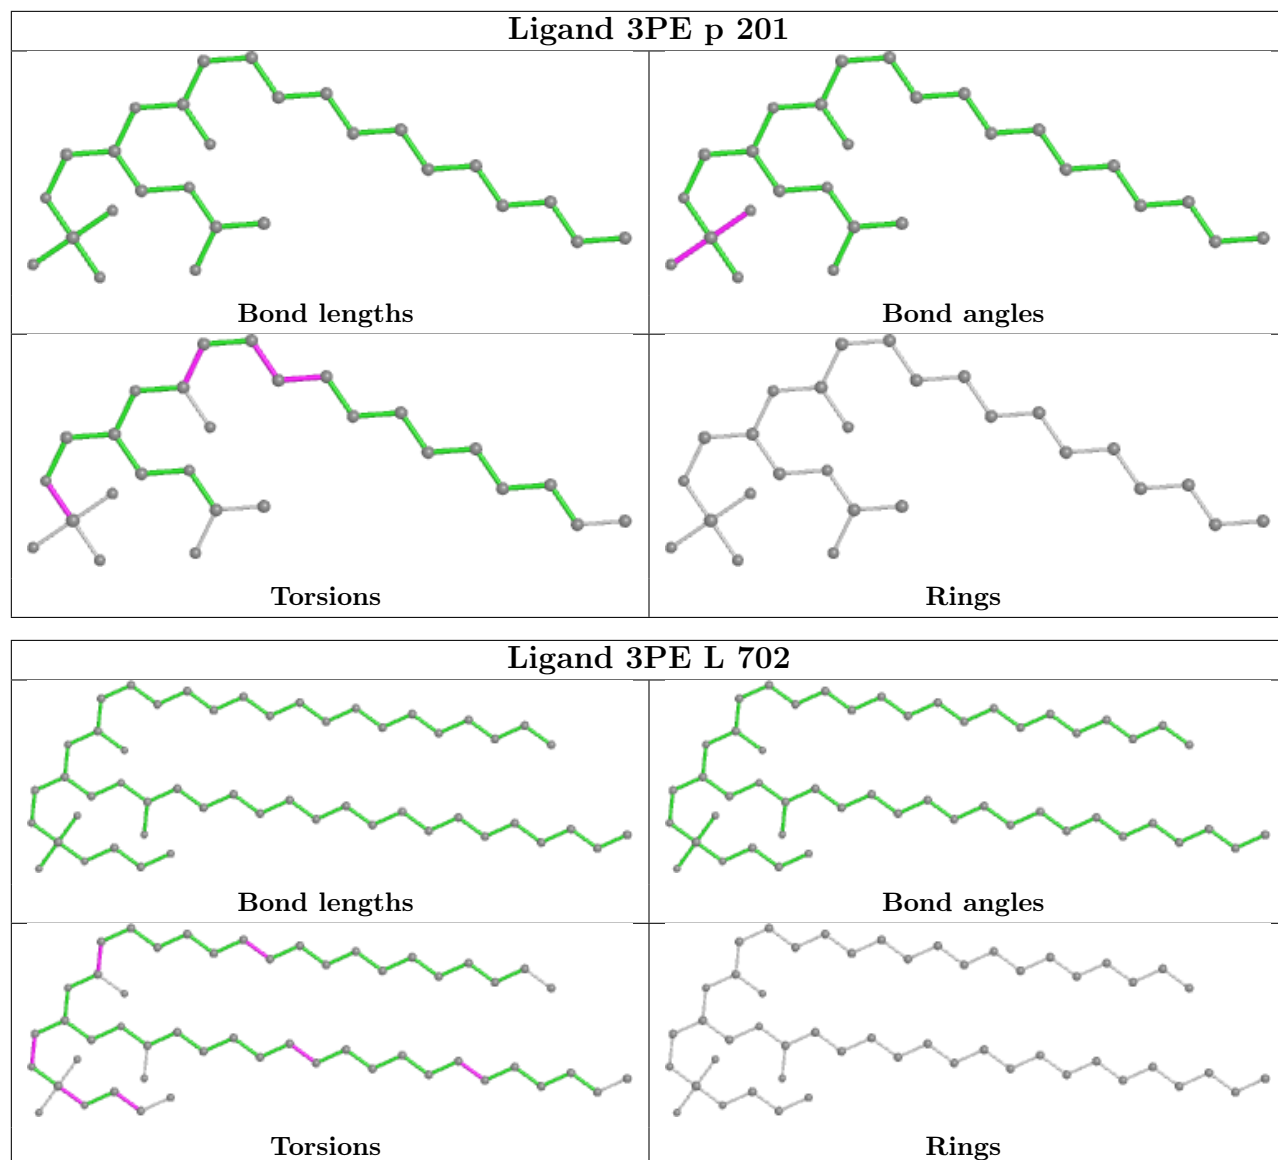 Ligand 3PE p 201
Bond lengths
Bond angles
Torsions
Rings
Ligand 3PE L 702
Bond lengths
Bond angles
Torsions
Rings